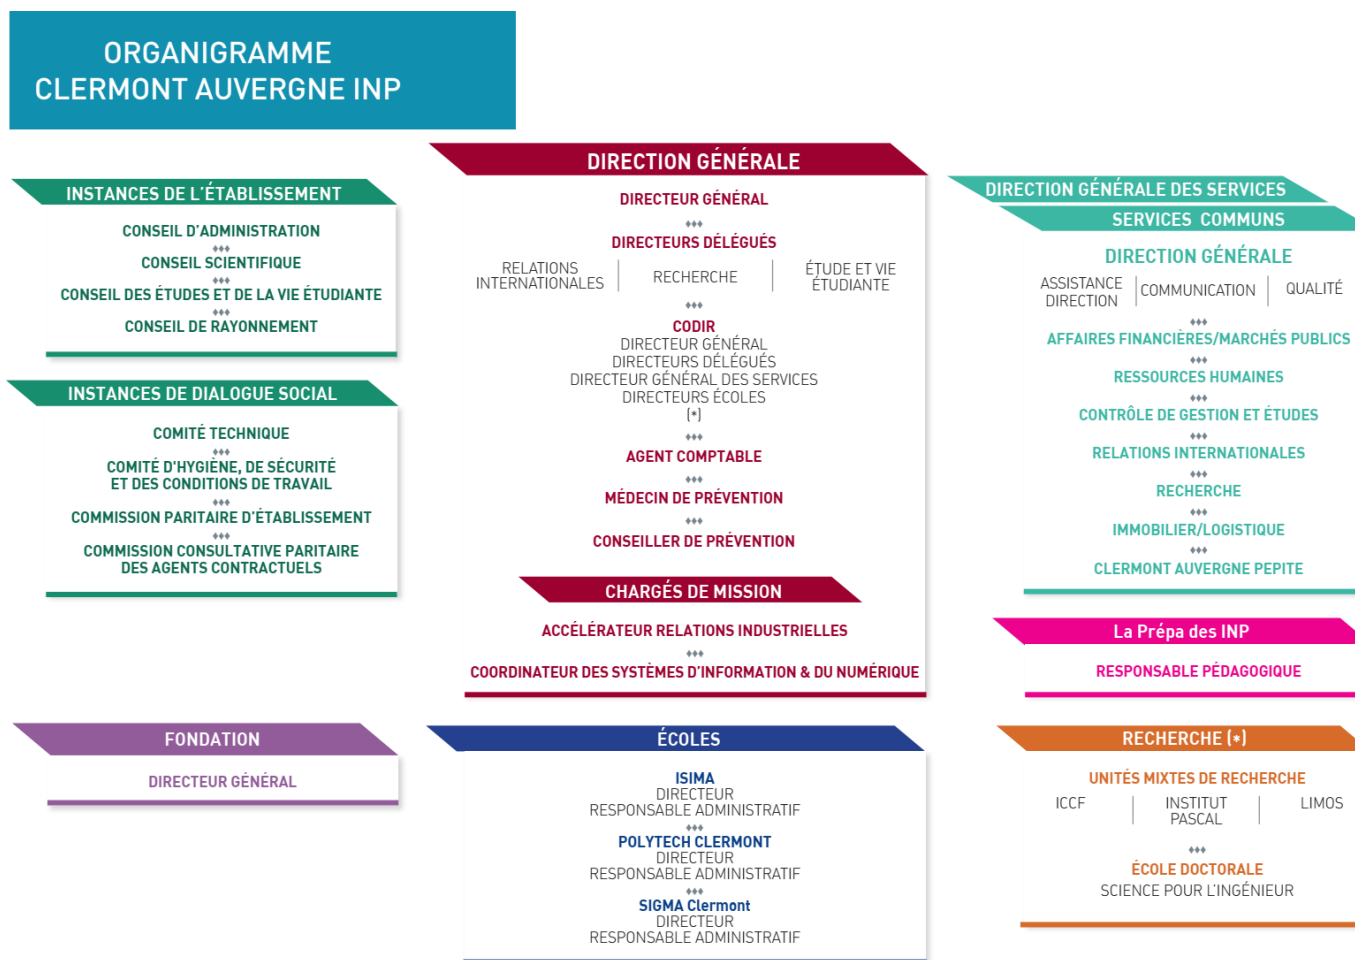 ORGANIGRAMME
CLERMONT AUVERGNE INP
INSTANCES DE L'ÉTABLISSEMENT
CONSEIL D'ADMINISTRATION
CONSEIL SCIENTIFIQUE
CONSEIL DES ÉTUDES ET DE LA VIE ÉTUDIANTE
CONSEIL DE RAYONNEMENT
INSTANCES DE DIALOGUE SOCIAL
COMITÉ TECHNIQUE
COMITÉ D'HYGIÈNE, DE SÉCURITÉ
ET DES CONDITIONS DE TRAVAIL
COMMISSION PARITAIRE D'ÉTABLISSEMENT
COMMISSION CONSULTATIVE PARITAIRE
DES AGENTS CONTRACTUELS
FONDATION
DIRECTEUR GÉNÉRAL
DIRECTION GÉNÉRALE
DIRECTEUR GÉNÉRAL
DIRECTEURS DÉLÉGUÉS
RELATIONS
INTERNATIONALES
RECHERCHE
ÉTUDE ET VIE
ÉTUDIANTE
CODIR
DIRECTEUR GÉNÉRAL
DIRECTEURS DÉLÉGUÉS
DIRECTEUR GÉNÉRAL DES SERVICES
DIRECTEURS ÉCOLES
(*)
AGENT COMPTABLE
MÉDECIN DE PRÉVENTION
CONSEILLER DE PRÉVENTION
CHARGÉS DE MISSION
ACCÉLÉRATEUR RELATIONS INDUSTRIELLES
COORDINATEUR DES SYSTÈMES D'INFORMATION & DU NUMÉRIQUE
ÉCOLES
ISIMA
DIRECTEUR
RESPONSABLE ADMINISTRATIF
POLYTECH CLERMONT
DIRECTEUR
RESPONSABLE ADMINISTRATIF
SIGMA Clermont
DIRECTEUR
RESPONSABLE ADMINISTRATIF
DIRECTION GÉNÉRALE DES SERVICES
SERVICES COMMUNS
DIRECTION GÉNÉRALE
ASSISTANCE
DIRECTION
COMMUNICATION
QUALITÉ
AFFAIRES FINANCIÈRES/MARCHÉS PUBLICS
RESSOURCES HUMAINES
CONTRÔLE DE GESTION ET ÉTUDES
RELATIONS INTERNATIONALES
RECHERCHE
IMMOBILIER/LOGISTIQUE
CLERMONT AUVERGNE PEPITE
La Prépa des INP
RESPONSABLE PÉDAGOGIQUE
RECHERCHE (*)
UNITÉS MIXTES DE RECHERCHE
ICCF
INSTITUT
PASCAL
LIMOS
ÉCOLE DOCTORALE
SCIENCE POUR L'INGÉNIEUR